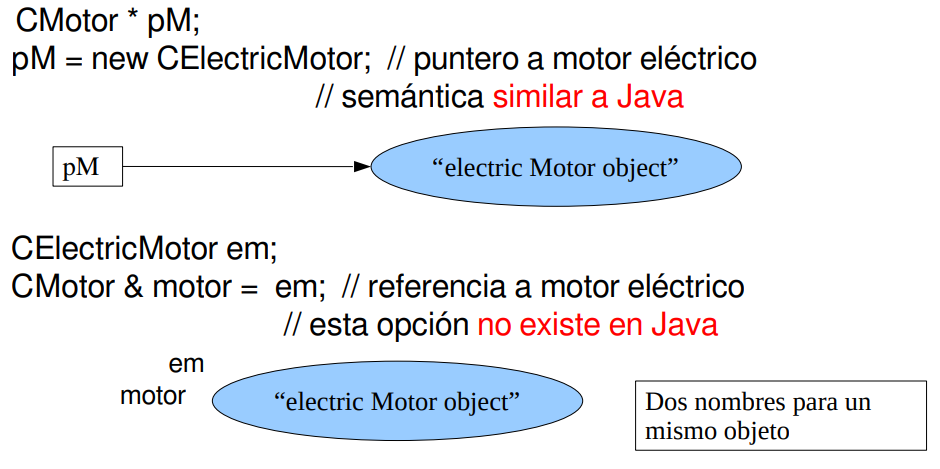 CMotor * pM;
pM = new CElectricMotor;  // puntero a motor eléctrico
// semántica similar a Java
pM
“electric Motor object”
CElectricMotor em;
CMotor & motor =  em;  // referencia a motor eléctrico
// esta opción no existe en Java
em
motor
“electric Motor object”
Dos nombres para un
mismo objeto